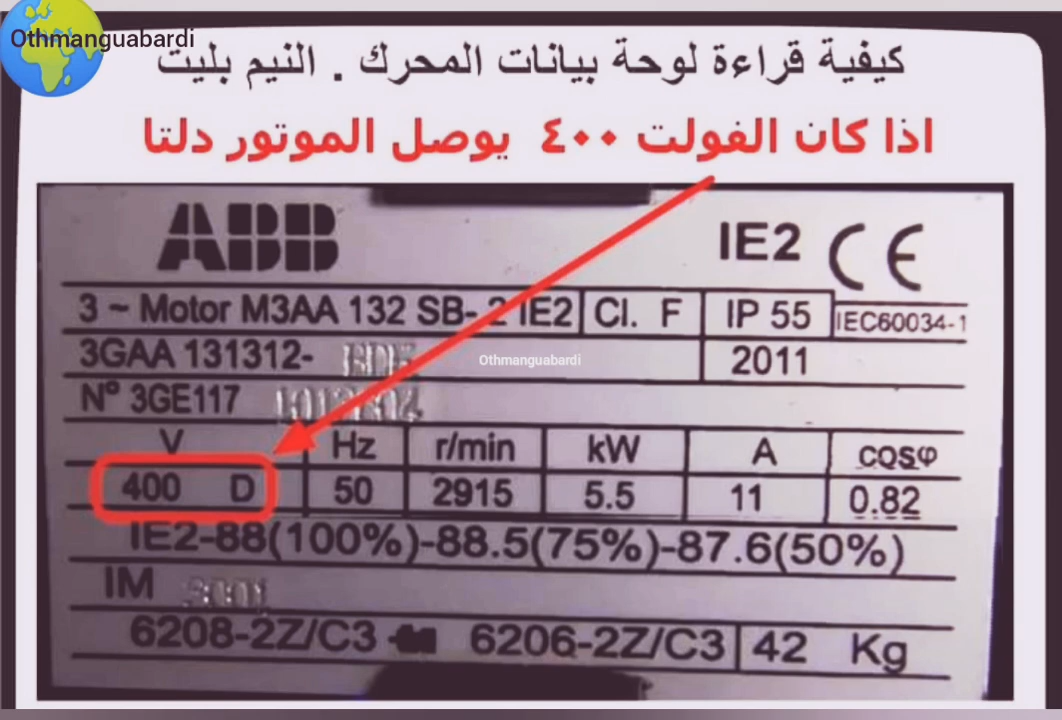 Othmanguabardi
كيفية قراءة لوحة بيانات المحرك . النيم بليت
اذا كان الفولت ٤٠٠ يوصل الموتور دلتا
ABB IE2 CE
3 ~ Motor M3AA 132 SB- 2 IE2 Cl. F IP 55 IEC60034-1
3GAA 131312- 2011
Othmanguabardi
Nº 3GE117
V Hz r/min kW A cosφ
400 D 50 2915 5.5 11 0.82
IE2-88(100%)-88.5(75%)-87.6(50%)
IM
6208-2Z/C3 6206-2Z/C3 42 Kg